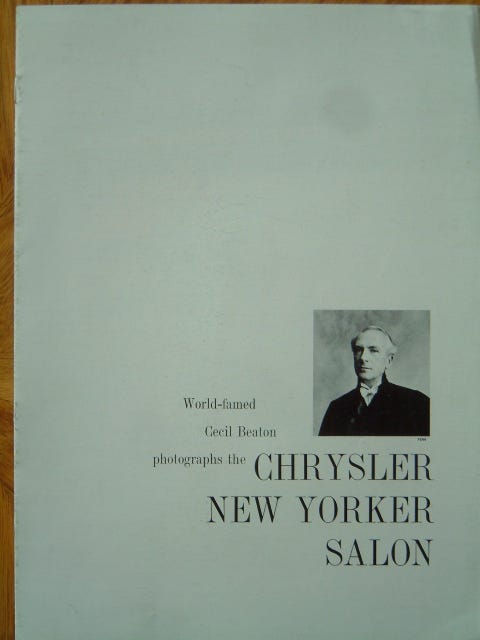 World-famed
Cecil Beaton
photographs the CHRYSLER
NEW YORKER
SALON